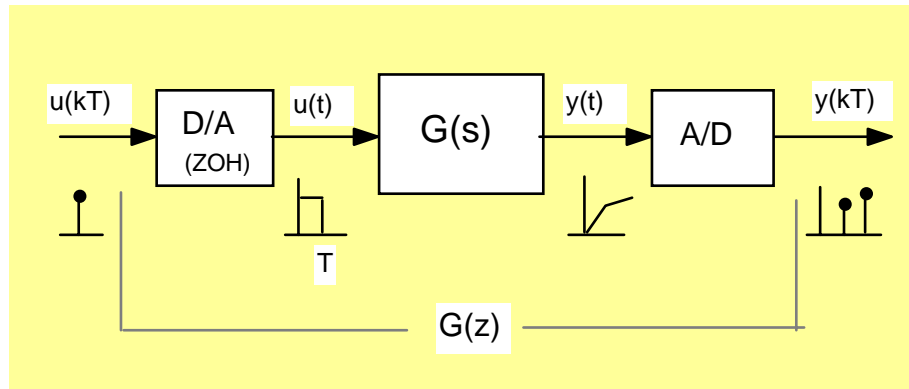 u(kT)
D/A
(ZOH)
u(t)
G(s)
y(t)
A/D
y(kT)
T
G(z)